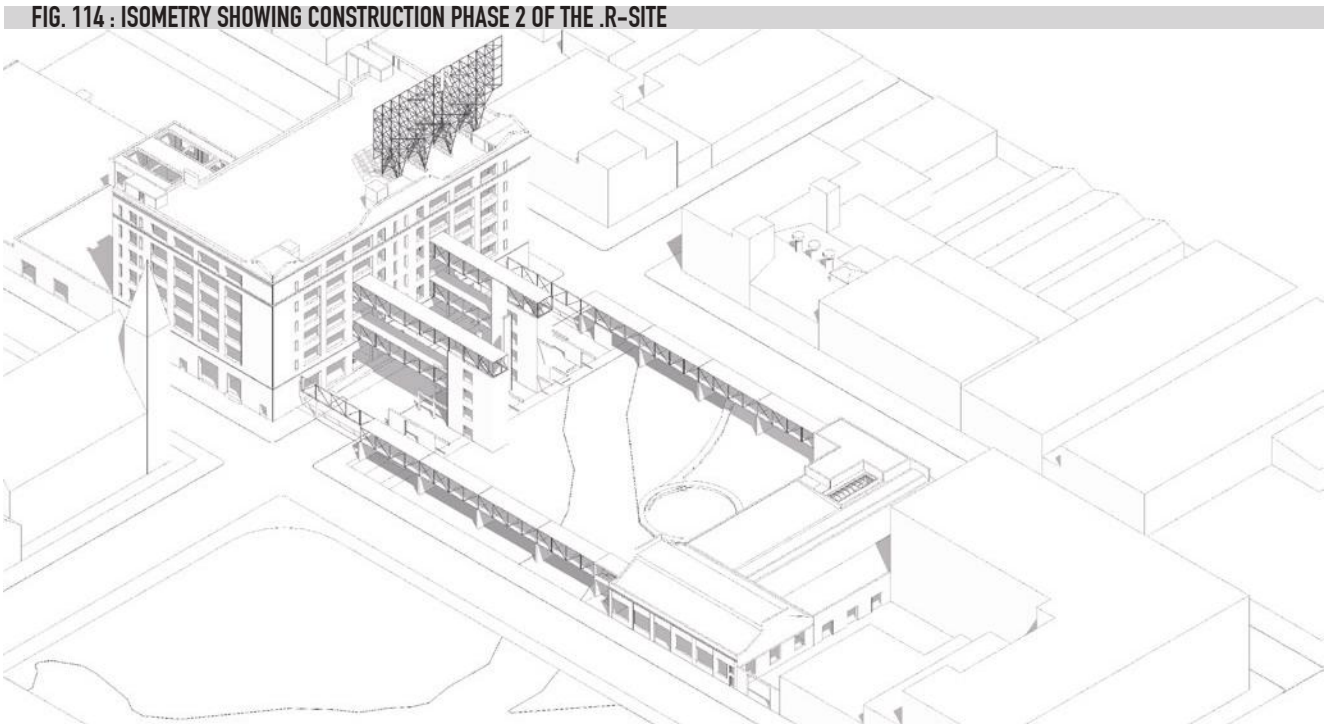 FIG. 114 : ISOMETRY SHOWING CONSTRUCTION PHASE 2 OF THE .R-SITE